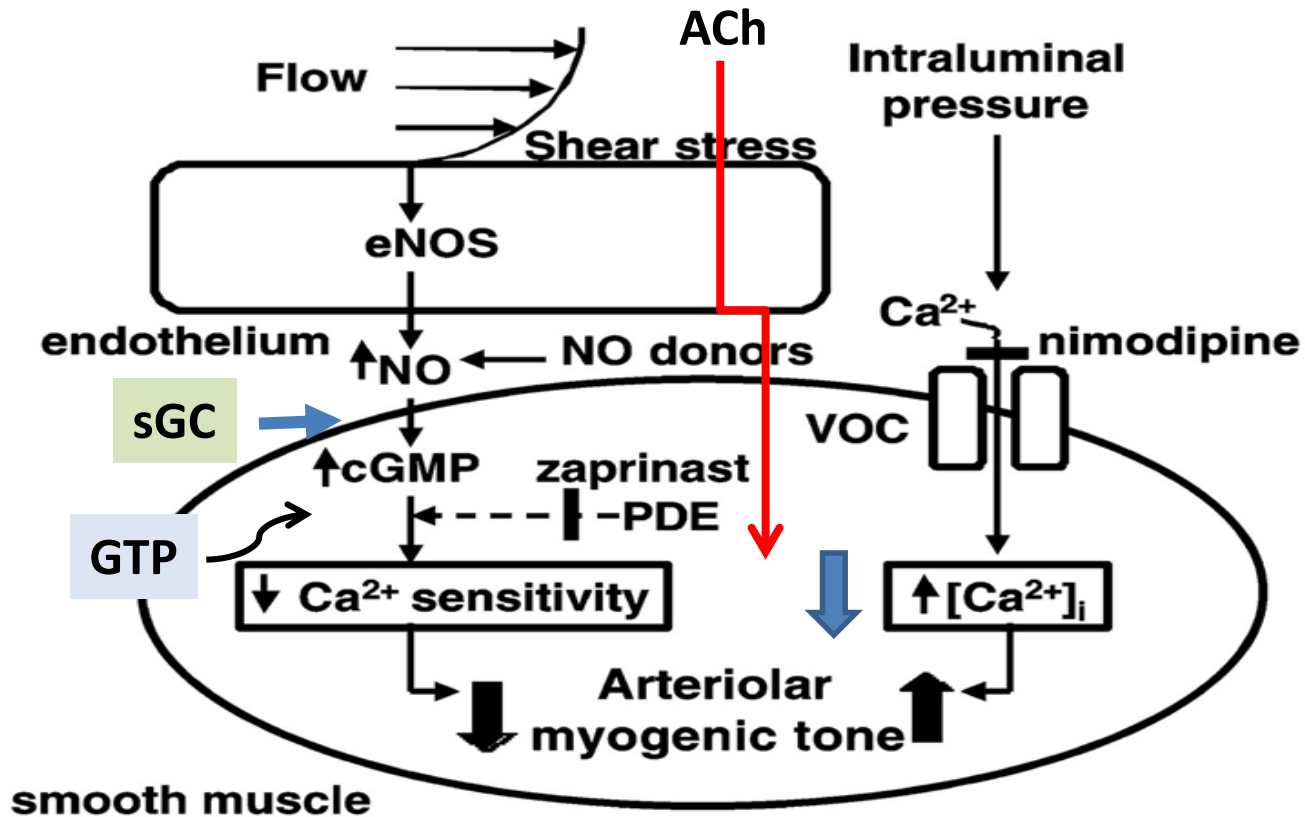 ACh
Flow
Intraluminal
pressure
Shear stress
eNOS
Ca²⁺
endothelium
NO
NO donors
nimodipine
sGC
VOC
cGMP
zaprinast
PDE
GTP
Ca²⁺ sensitivity
[Ca²⁺]ᵢ
Arteriolar
myogenic tone
smooth muscle